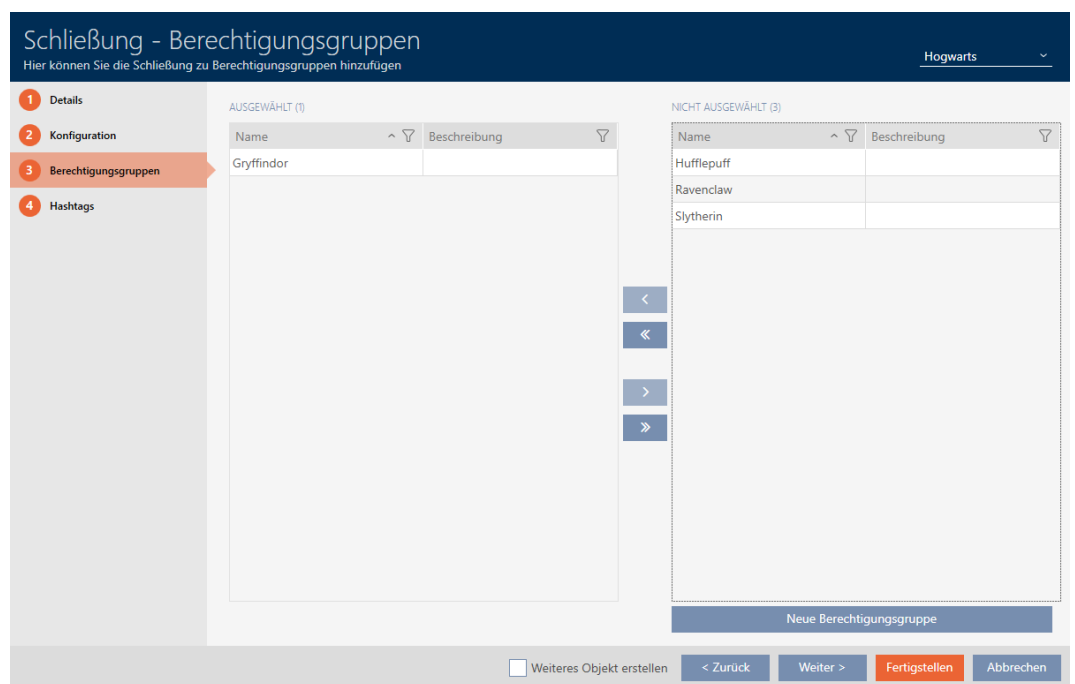 Schließung - Berechtigungsgruppen
Hier können Sie die Schließung zu Berechtigungsgruppen hinzufügen
Hogwarts
1 Details
2 Konfiguration
3 Berechtigungsgruppen
4 Hashtags
AUSGEWÄHLT (1)
Name Beschreibung
Gryffindor
NICHT AUSGEWÄHLT (3)
Name Beschreibung
Hufflepuff
Ravenclaw
Slytherin
Neue Berechtigungsgruppe
Weiteres Objekt erstellen
< Zurück
Weiter >
Fertigstellen
Abbrechen